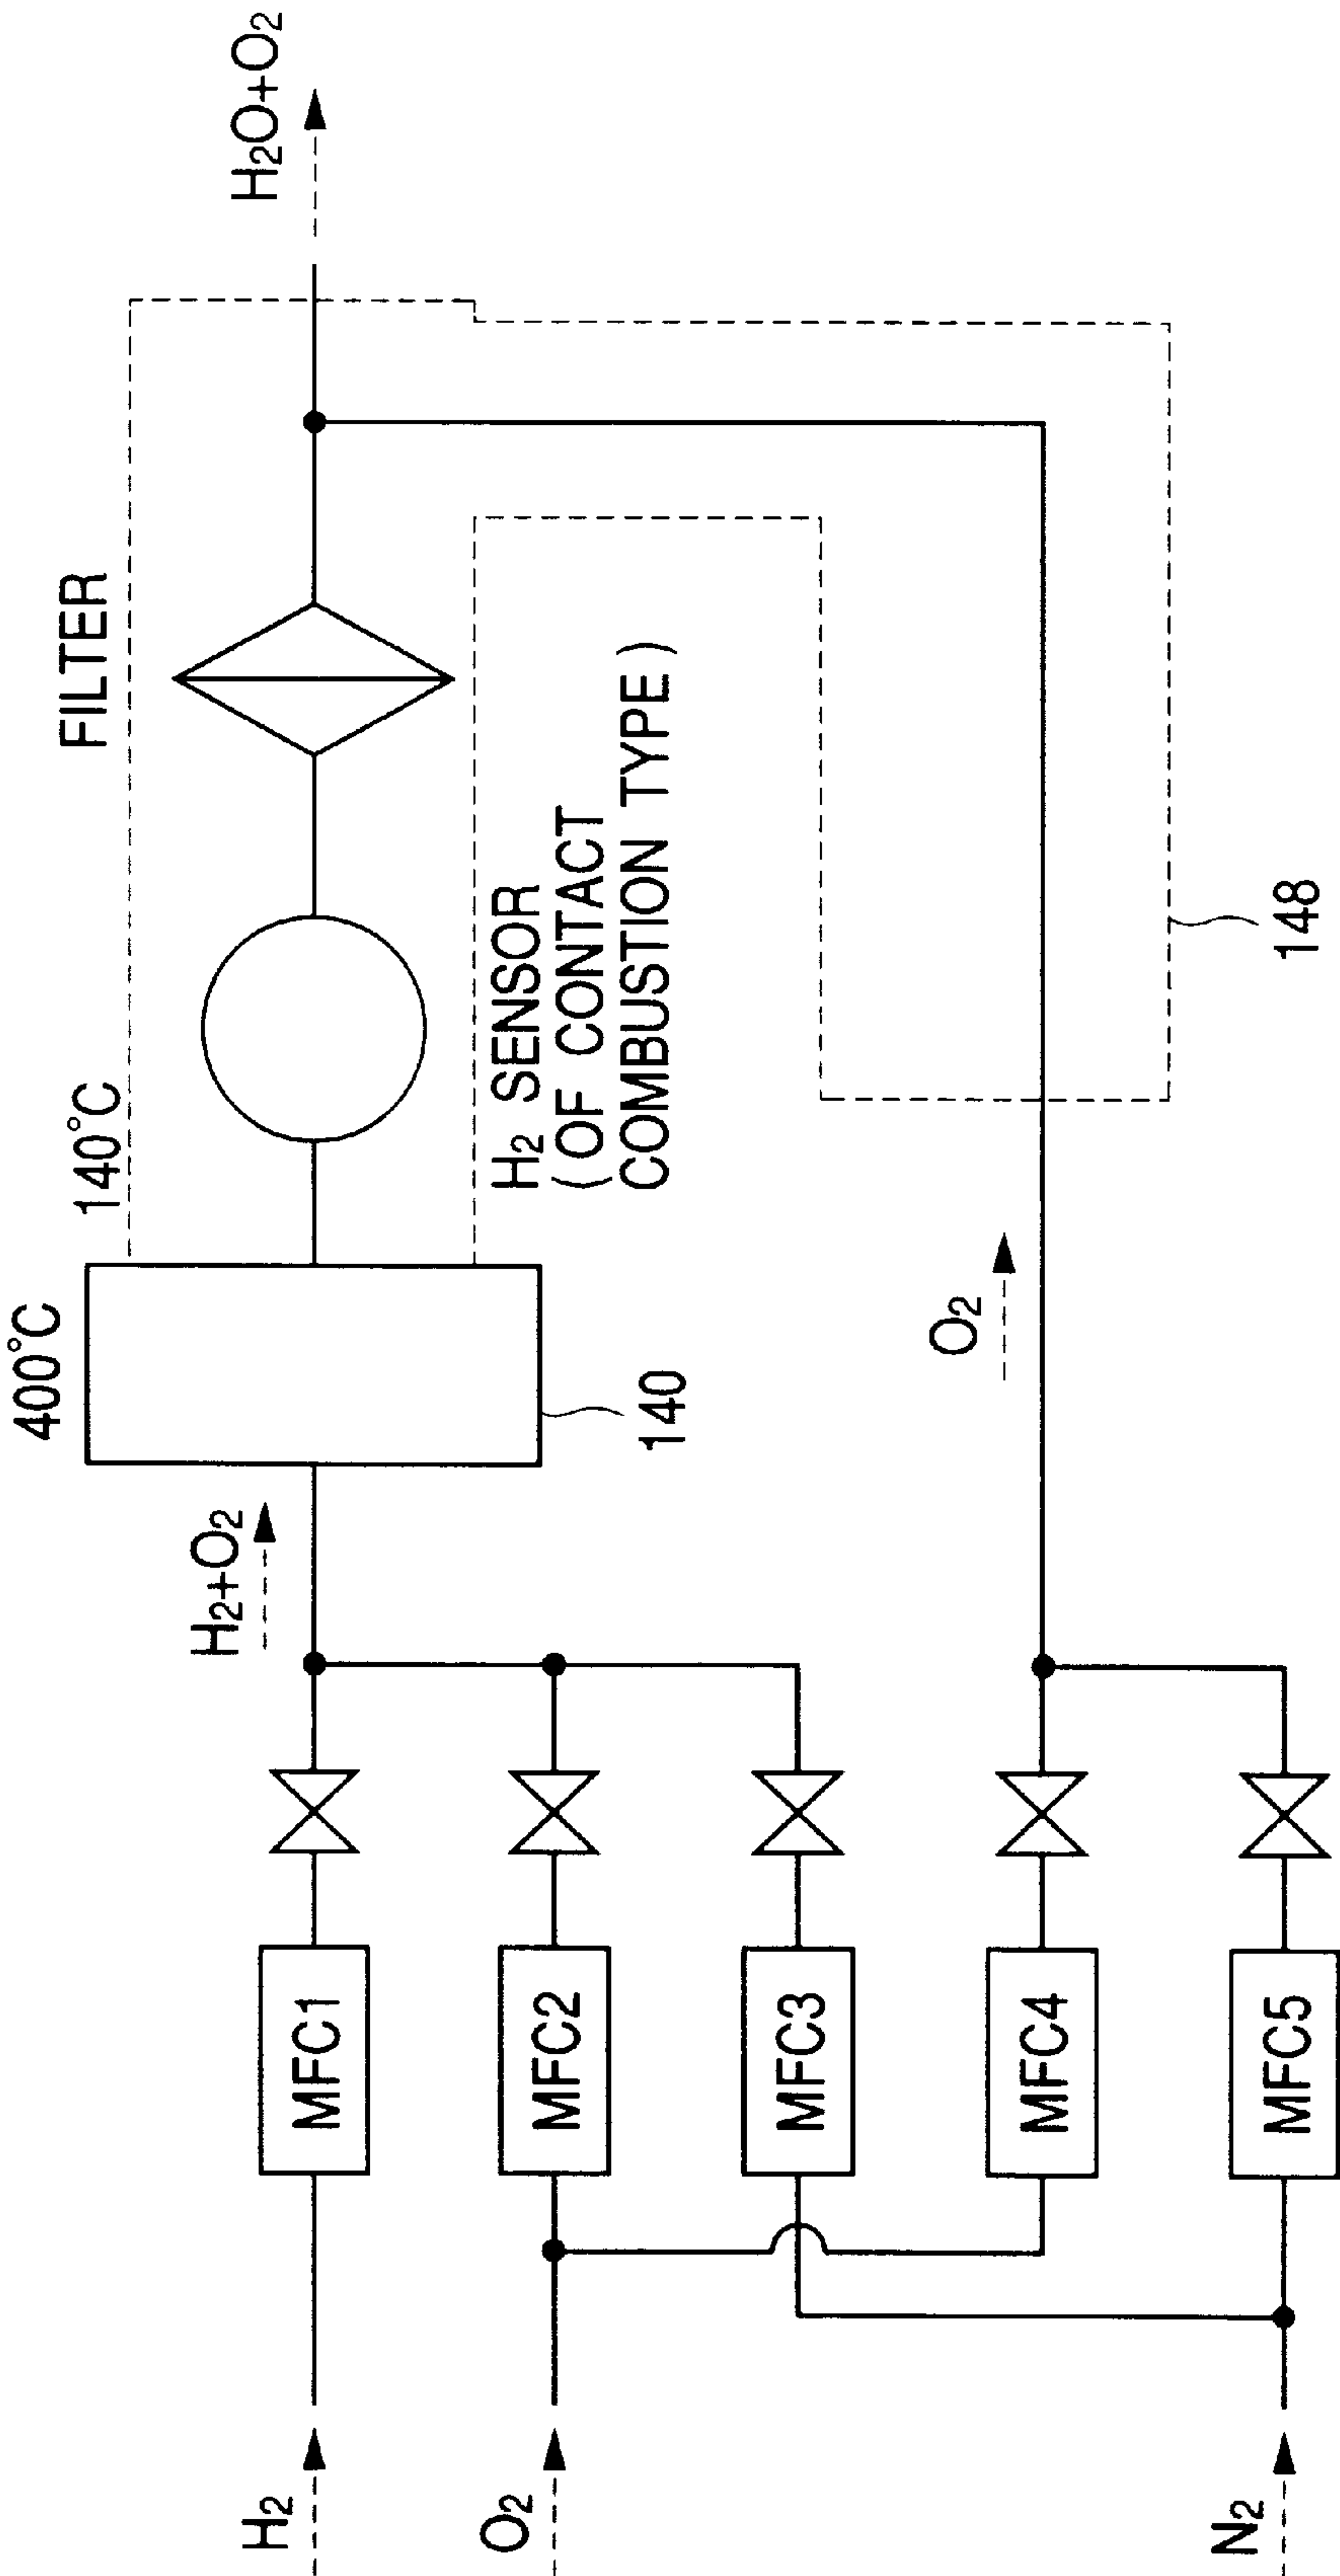 FILTER
H2O+O2
400°C
140°C
H2+O2
H2 SENSOR
(OF CONTACT
COMBUSTION TYPE)
140
H2
MFC1
O2
MFC2
MFC3
O2
MFC4
148
N2
MFC5